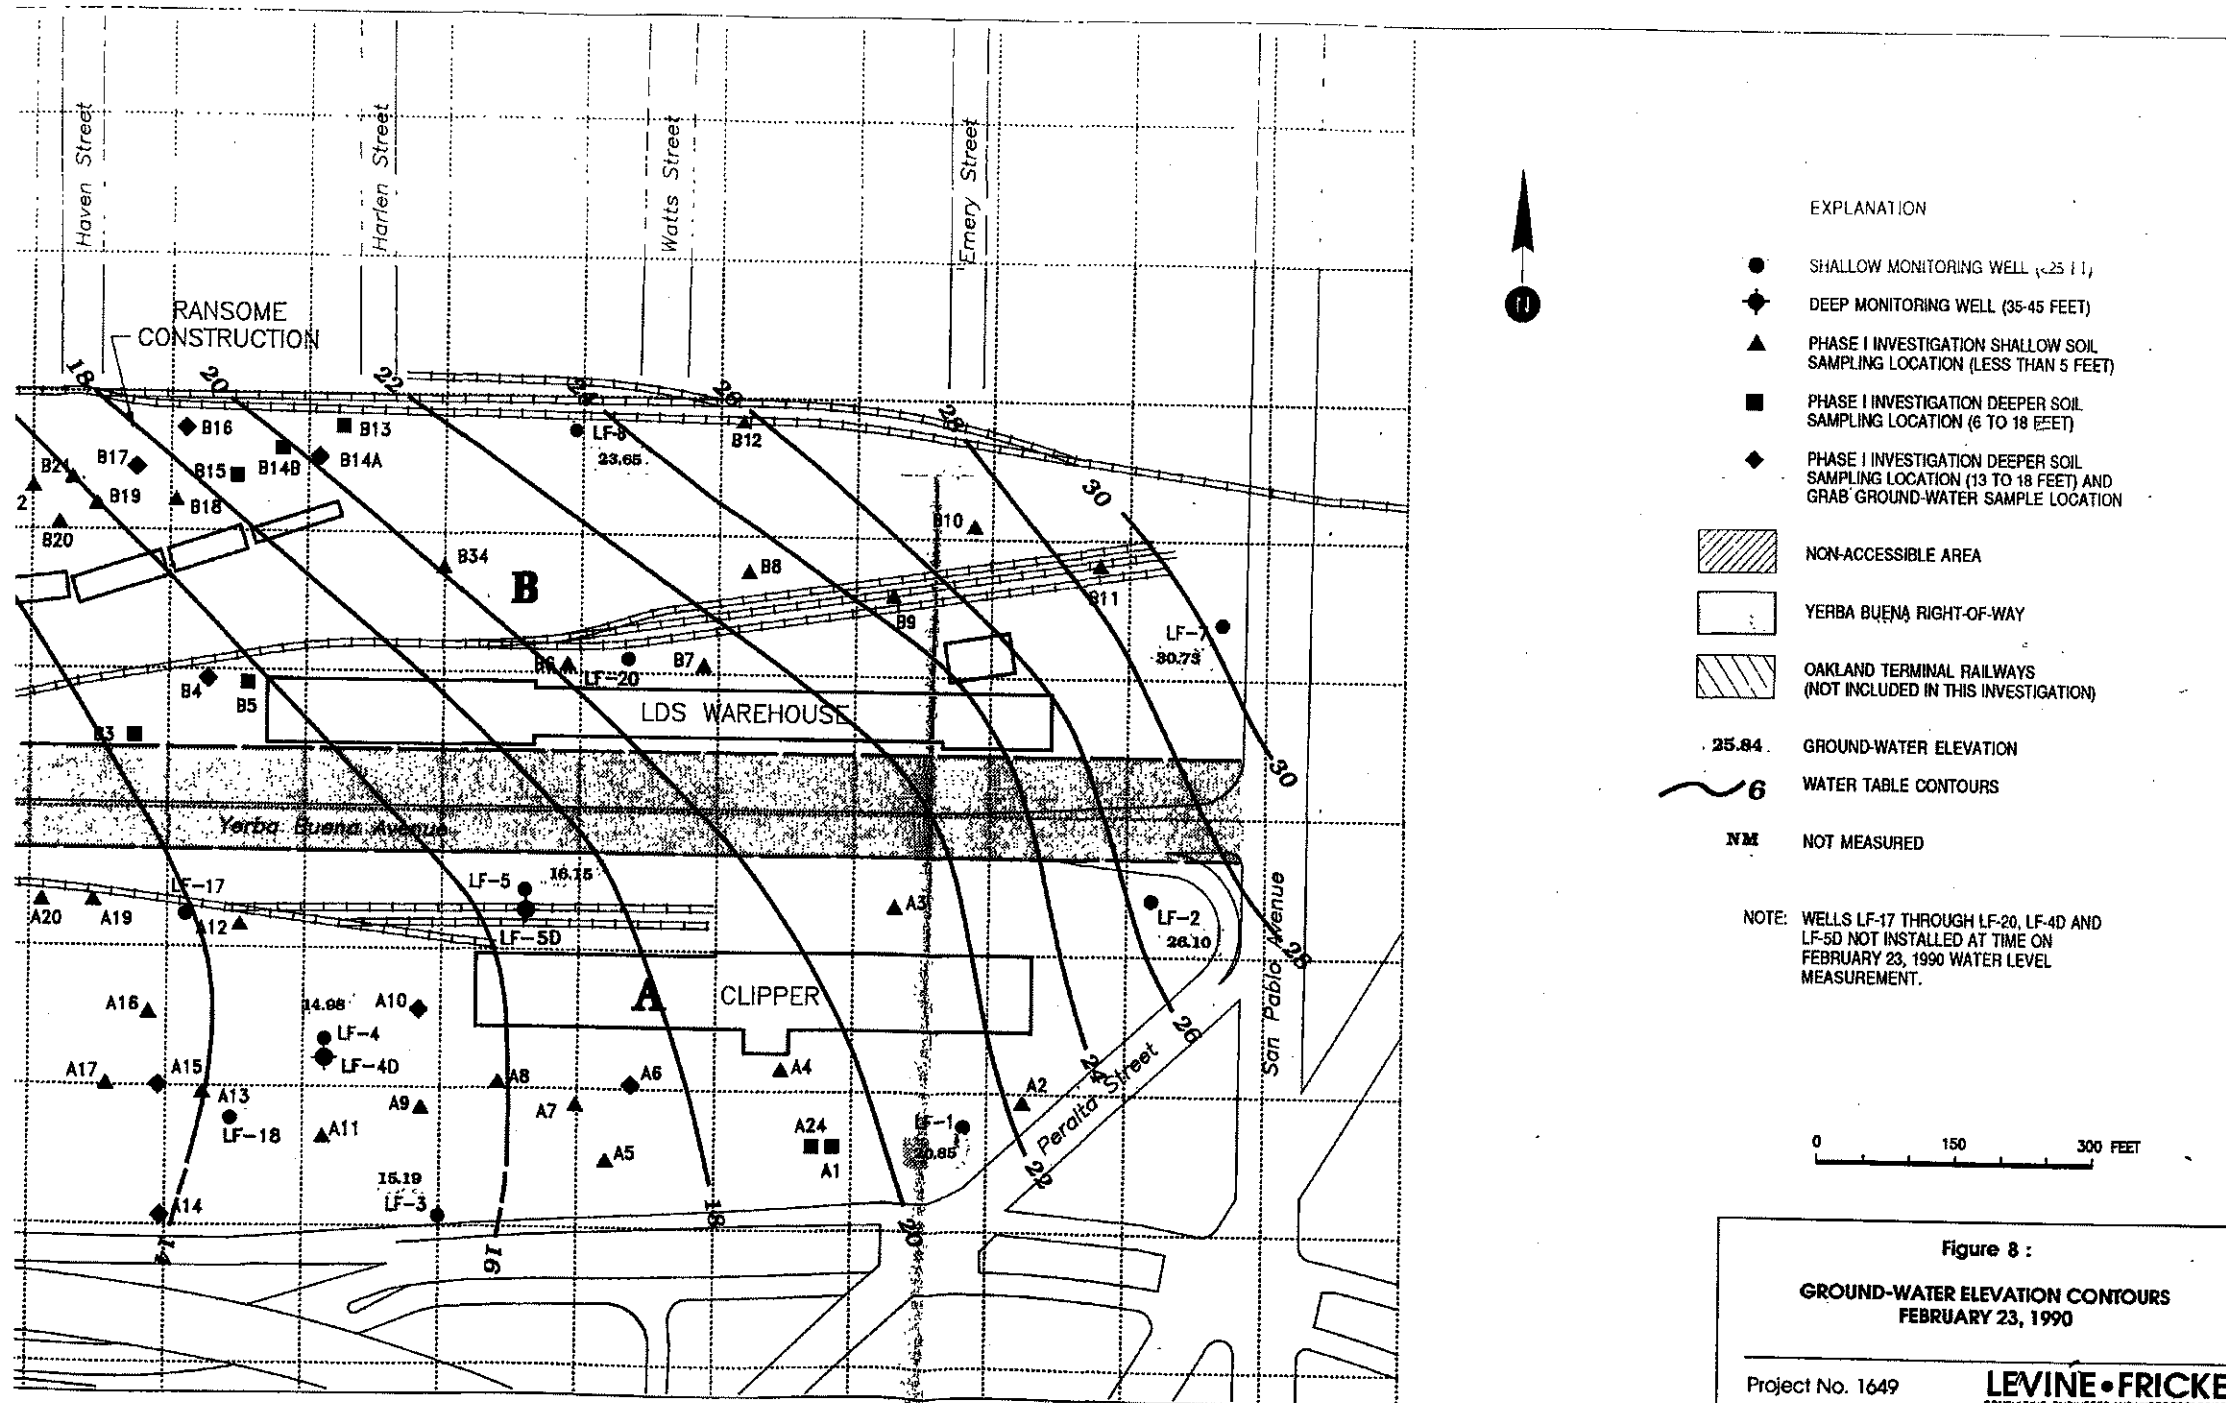 Haven Street
Harlen Street
Watts Street
Emery Street
RANSOME
CONSTRUCTION
18
20
22
26
28
30
B16
B13
B17
B15
B14B
B14A
LF-8
23.65
B12
B21
B19
B18
2
B20
B10
B34
B
B8
B9
B11
LF-7
30.73
B6
LF-20
B7
B4
B5
B3
LDS WAREHOUSE
30
Yerba Buena Avenue
LF-17
LF-5
16.15
A20
A19
A12
LF-5D
A3
LF-2
26.10
28
San Pablo Avenue
A16
14.98
A10
A
CLIPPER
LF-4
LF-4D
26
24
A17
A15
A13
LF-18
A11
A9
A8
A7
A6
A5
A4
A24
A1
LF-1
A2
Peralta Street
22
15.19
LF-3
A14
14
16
18
20
N
EXPLANATION
SHALLOW MONITORING WELL
DEEP MONITORING WELL (35-45 FEET)
PHASE I INVESTIGATION SHALLOW SOIL
SAMPLING LOCATION (LESS THAN 5 FEET)
PHASE I INVESTIGATION DEEPER SOIL
SAMPLING LOCATION (6 TO 18 FEET)
PHASE I INVESTIGATION DEEPER SOIL
SAMPLING LOCATION (13 TO 18 FEET) AND
GRAB GROUND-WATER SAMPLE LOCATION
NON-ACCESSIBLE AREA
YERBA BUENA RIGHT-OF-WAY
OAKLAND TERMINAL RAILWAYS
(NOT INCLUDED IN THIS INVESTIGATION)
25.84 GROUND-WATER ELEVATION
6 WATER TABLE CONTOURS
NM NOT MEASURED
NOTE: WELLS LF-17 THROUGH LF-20, LF-4D AND
LF-5D NOT INSTALLED AT TIME ON
FEBRUARY 23, 1990 WATER LEVEL
MEASUREMENT.
0 150 300 FEET
Figure 8 :
GROUND-WATER ELEVATION CONTOURS
FEBRUARY 23, 1990
Project No. 1649
LEVINE•FRICKE